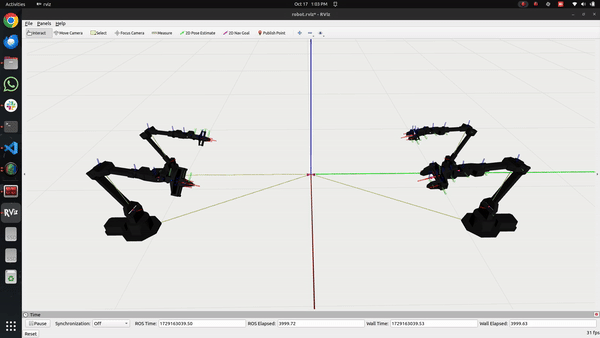 Activities rviz Oct 17 1:03 PM
robot.rviz* - RViz
File Panels Help
Interact Move Camera Select Focus Camera Measure 2D Pose Estimate 2D Nav Goal Publish Point
RViz
Time
Pause Synchronization: Off ROS Time: 1729163039.50 ROS Elapsed: 3999.72 Wall Time: 1729163039.53 Wall Elapsed: 3999.63
Reset 31 fps